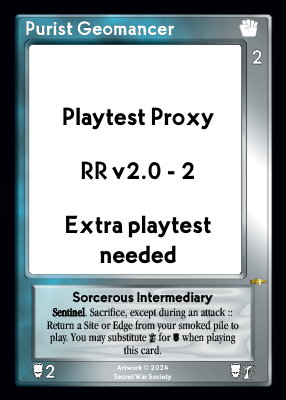 Purist Geomancer
2
Playtest Proxy
RR v2.0 - 2
Extra playtest
needed
Sorcerous Intermediary
Sentinel. Sacrifice, except during an attack ::
Return a Site or Edge from your smoked pile to
play. You may substitute for when playing
this card.
2
Artwork © 2024
Secret War Society